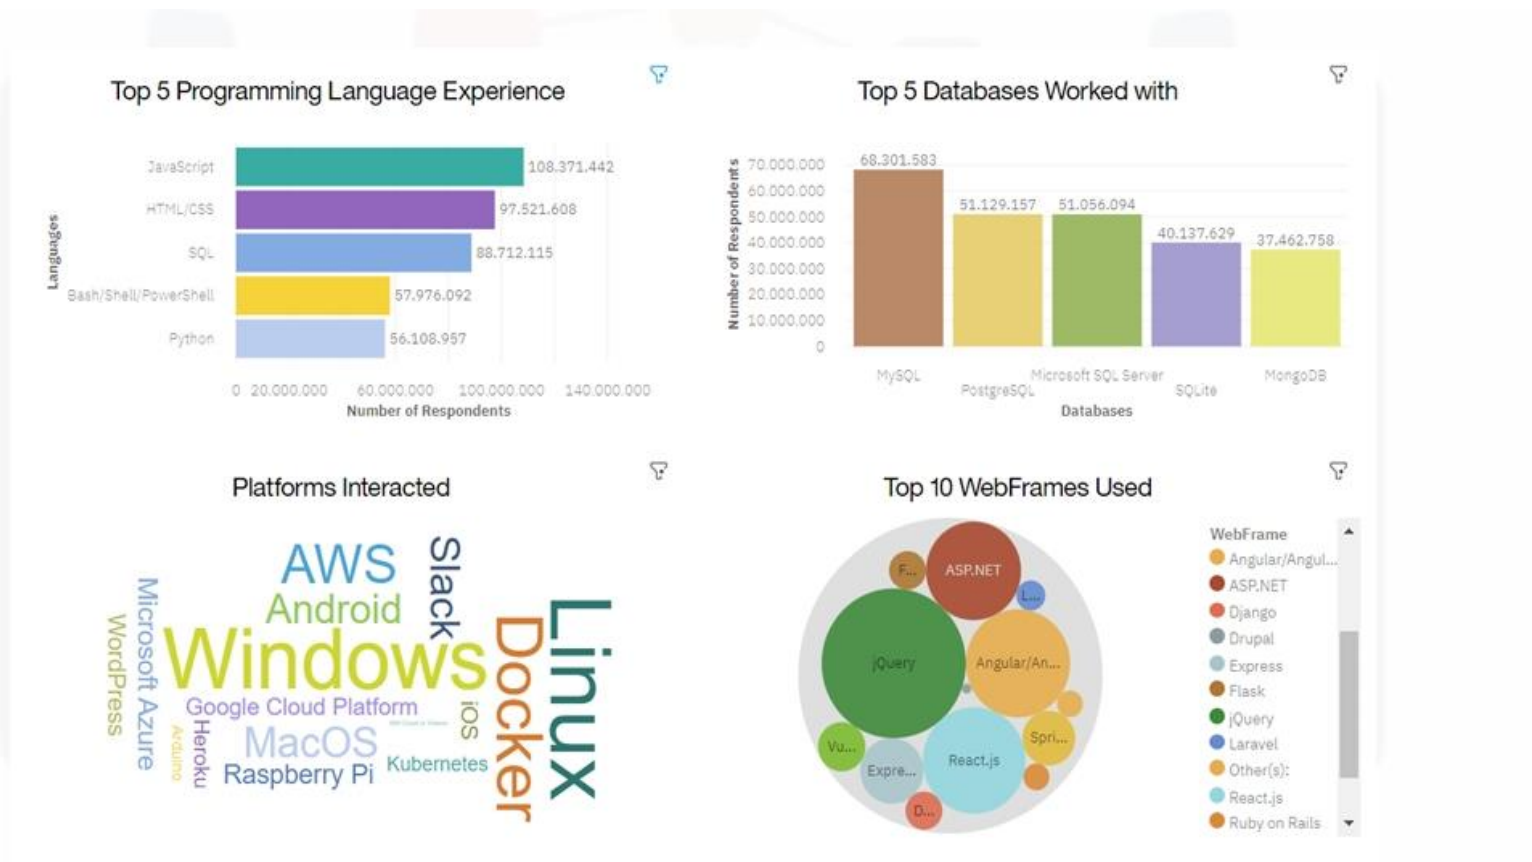 Top 5 Programming Language Experience
Languages
JavaScript
108.371.442
HTML/CSS
97.521.608
SQL
88.712.115
Bash/Shell/PowerShell
57.976.092
Python
56.108.957
0 20.000.000 60.000.000 100.000.000 140.000.000
Number of Respondents
Top 5 Databases Worked with
Number of Respondents
70.000.000
60.000.000
50.000.000
40.000.000
30.000.000
20.000.000
10.000.000
0
68.301.583
51.129.157
51.056.094
40.137.629
37.462.758
MySQL
PostgreSQL
Microsoft SQL Server
SQLite
MongoDB
Databases
Platforms Interacted
AWS
Slack
Android
Microsoft Azure
WordPress
Windows
Docker
Linux
Google Cloud Platform
iOS
Arduino
Heroku
MacOS
Kubernetes
Raspberry Pi
Top 10 WebFrames Used
F...
ASP.NET
L...
jQuery
Angular/An...
Vu...
Spri...
Expre...
React.js
D...
WebFrame
Angular/Angul...
ASP.NET
Django
Drupal
Express
Flask
jQuery
Laravel
Other(s):
React.js
Ruby on Rails